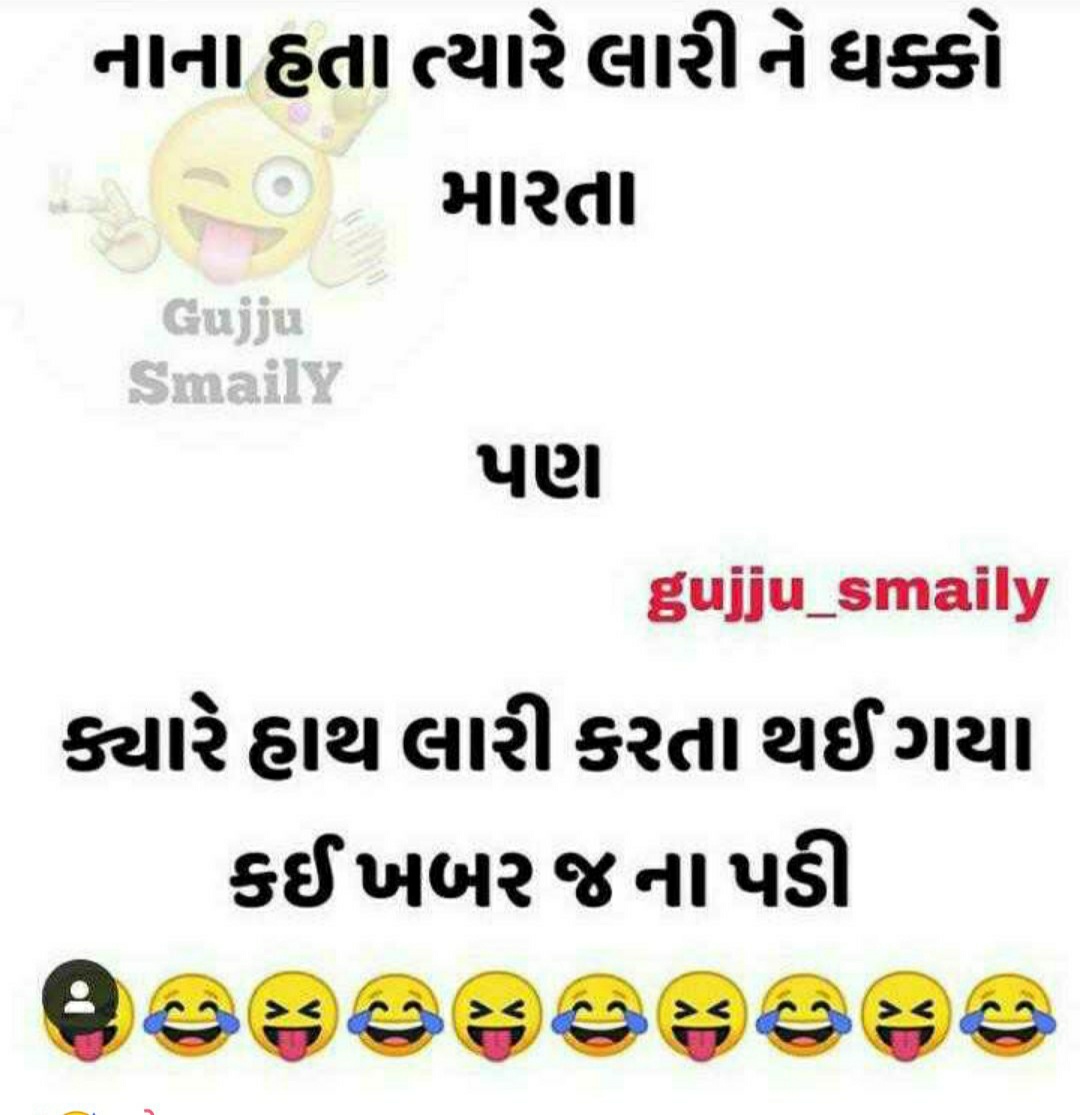 નાના હતા ત્યારે લારી ને ધક્કો
મારતા
Gujju
SmailY
પણ
gujju_smaily
ક્યારે હાથ લારી કરતા થઈ ગયા
કઈ ખબર જ ના પડી